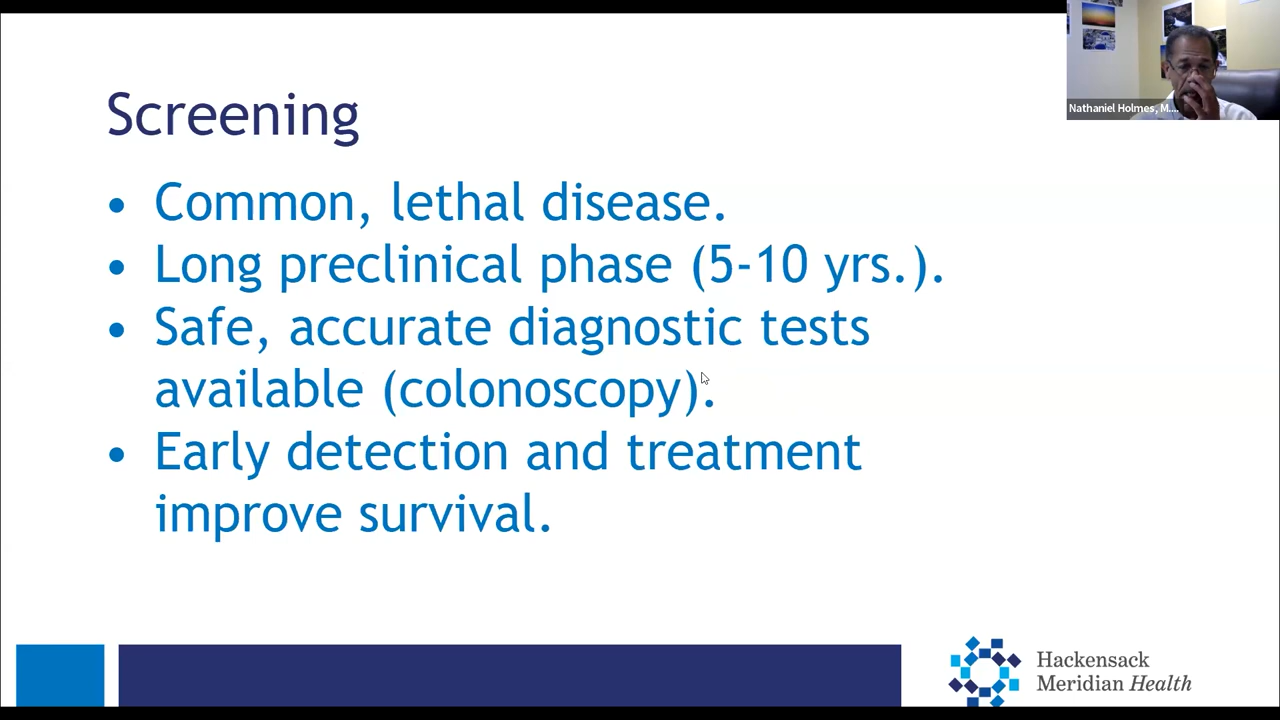 Nathaniel Holmes, M....
Screening
• Common, lethal disease.
• Long preclinical phase (5-10 yrs.).
• Safe, accurate diagnostic tests
available (colonoscopy).
• Early detection and treatment
improve survival.
Hackensack
Meridian Health